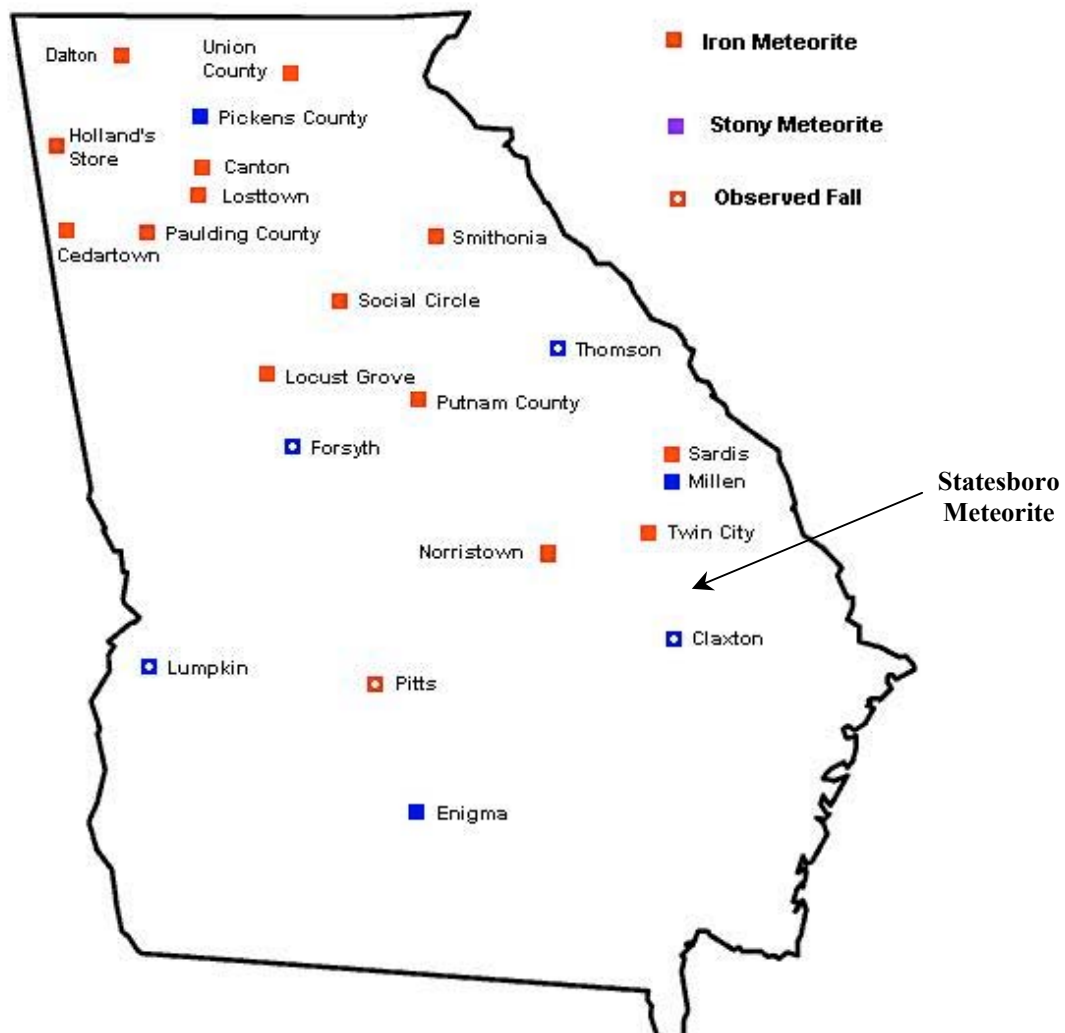 Dalton
Union
County
Iron Meteorite
Pickens County
Stony Meteorite
Holland's
Store
Canton
Losttown
Observed Fall
Paulding County
Smithonia
Cedartown
Social Circle
Thomson
Locust Grove
Putnam County
Forsyth
Sardis
Millen
Statesboro
Meteorite
Twin City
Norristown
Claxton
Lumpkin
Pitts
Enigma